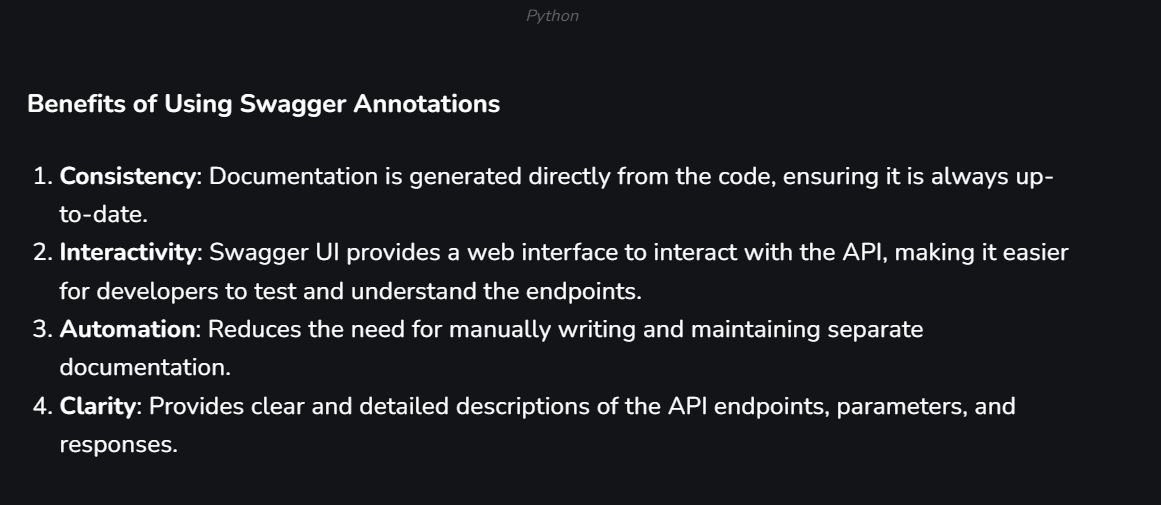 Python
Benefits of Using Swagger Annotations
1. Consistency: Documentation is generated directly from the code, ensuring it is always up-
to-date.
2. Interactivity: Swagger UI provides a web interface to interact with the API, making it easier
for developers to test and understand the endpoints.
3. Automation: Reduces the need for manually writing and maintaining separate
documentation.
4. Clarity: Provides clear and detailed descriptions of the API endpoints, parameters, and
responses.